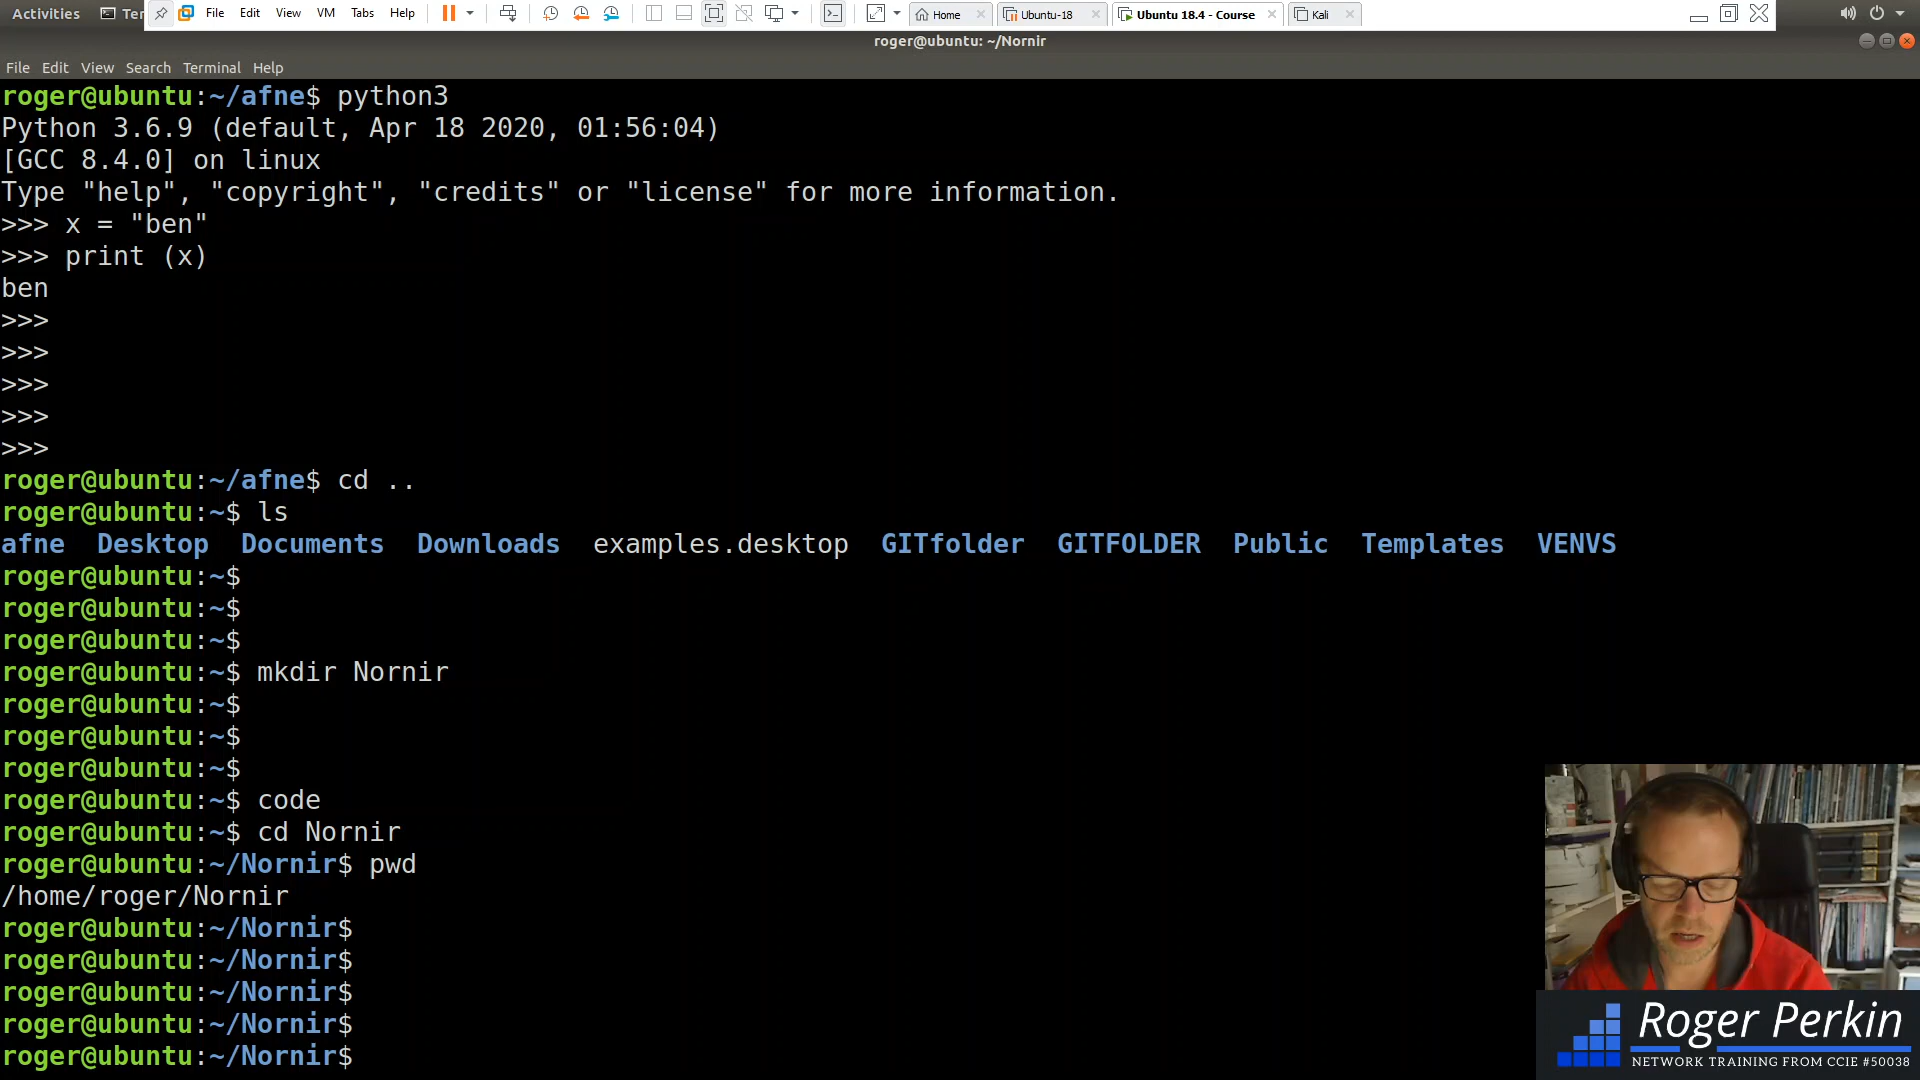 Activities Ter File Edit View VM Tabs Help Home Ubuntu-18 Ubuntu 18.4 - Course Kali
roger@ubuntu: ~/Nornir
File Edit View Search Terminal Help
roger@ubuntu:~/afne$ python3
Python 3.6.9 (default, Apr 18 2020, 01:56:04)
[GCC 8.4.0] on linux
Type "help", "copyright", "credits" or "license" for more information.
>>> x = "ben"
>>> print (x)
ben
>>>
>>>
>>>
>>>
>>>
roger@ubuntu:~/afne$ cd ..
roger@ubuntu:~$ ls
afne Desktop Documents Downloads examples.desktop GITfolder GITFOLDER Public Templates VENVS
roger@ubuntu:~$
roger@ubuntu:~$
roger@ubuntu:~$
roger@ubuntu:~$ mkdir Nornir
roger@ubuntu:~$
roger@ubuntu:~$
roger@ubuntu:~$
roger@ubuntu:~$ code
roger@ubuntu:~$ cd Nornir
roger@ubuntu:~/Nornir$ pwd
/home/roger/Nornir
roger@ubuntu:~/Nornir$
roger@ubuntu:~/Nornir$
roger@ubuntu:~/Nornir$
roger@ubuntu:~/Nornir$
roger@ubuntu:~/Nornir$
Roger Perkin
NETWORK TRAINING FROM CCIE #50038